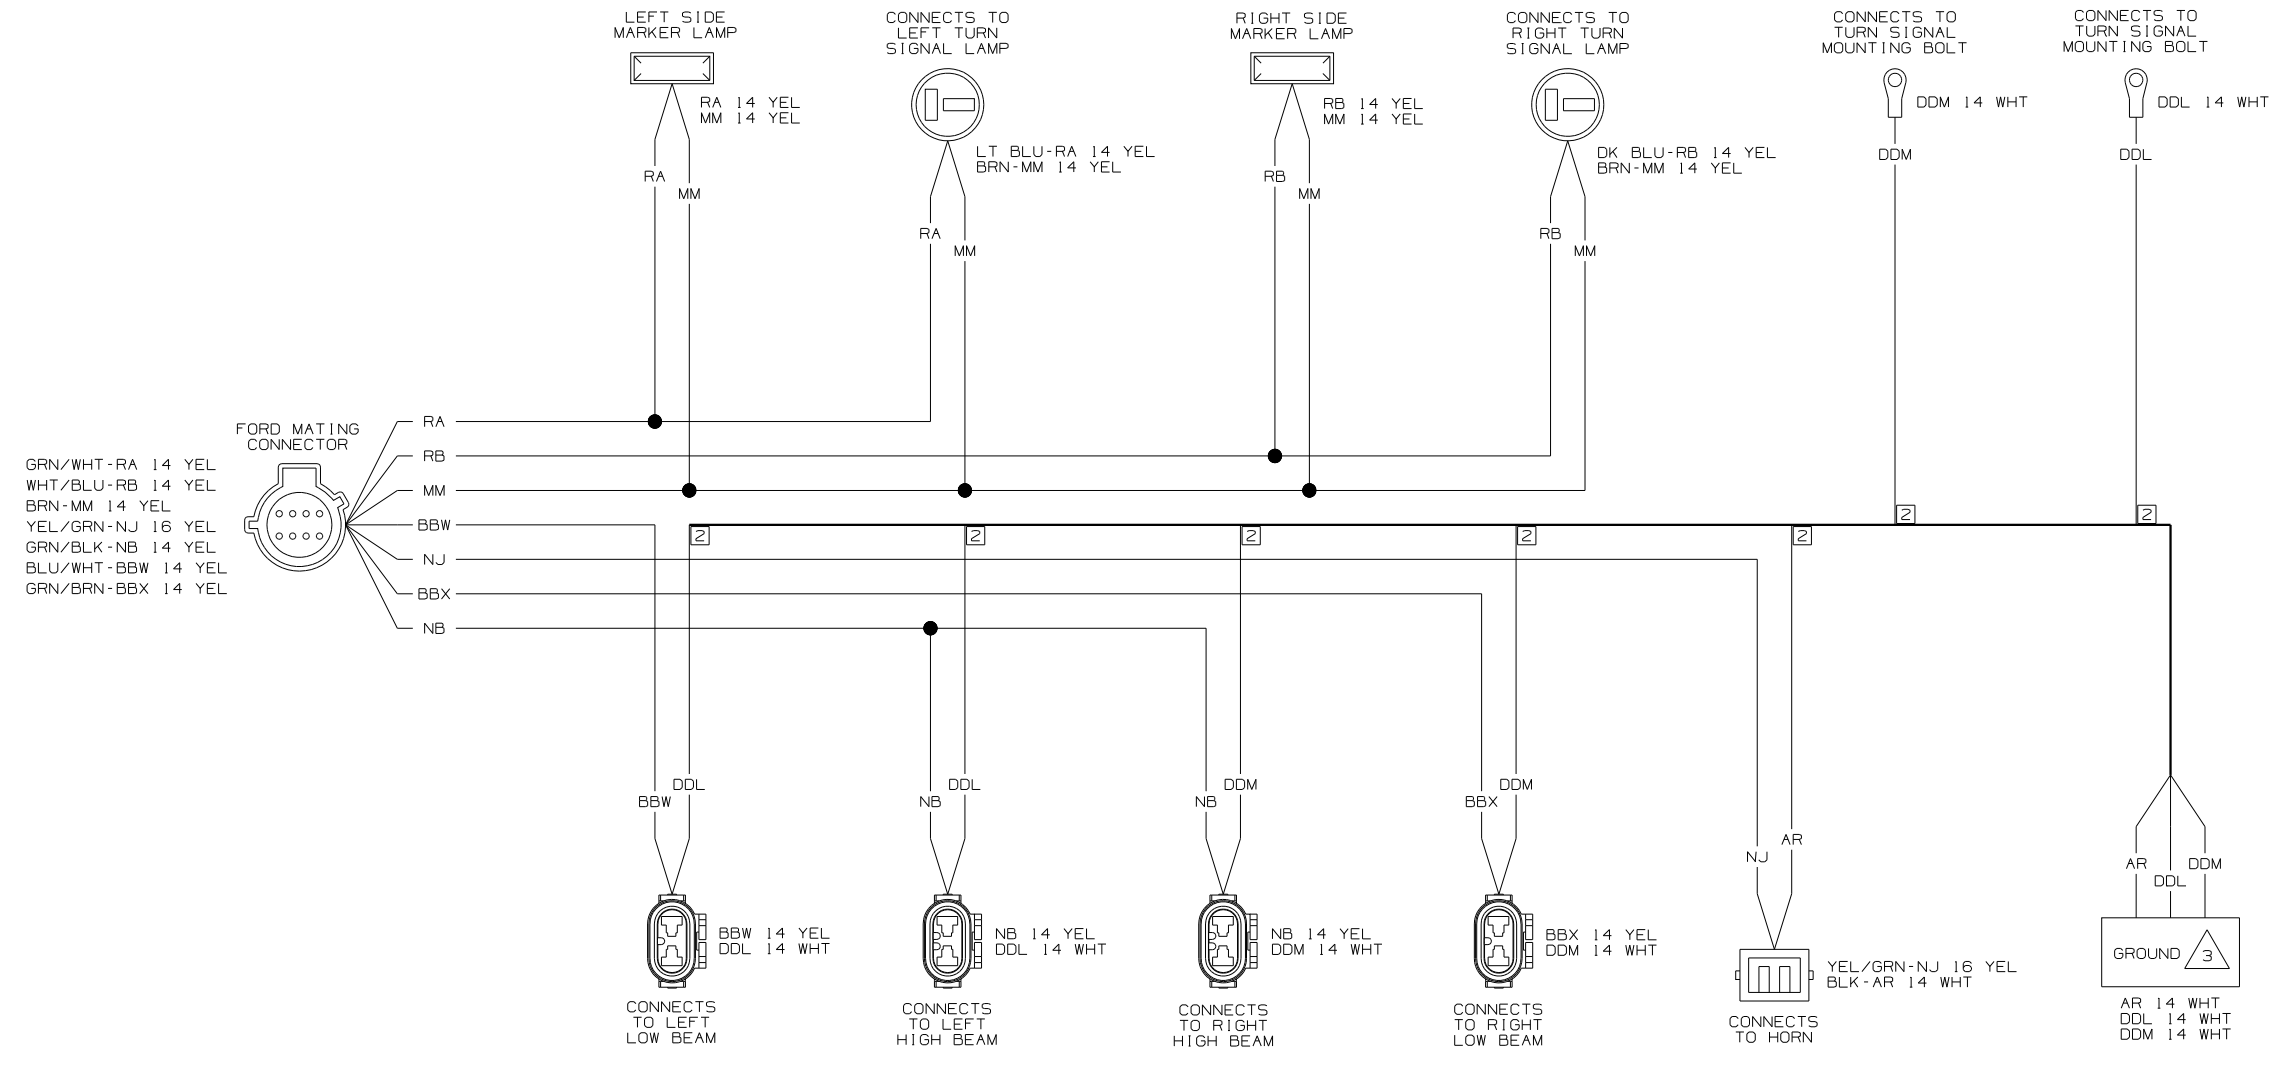 LEFT SIDE
MARKER LAMP
RA 14 YEL
MM 14 YEL
CONNECTS TO
LEFT TURN
SIGNAL LAMP
LT BLU-RA 14 YEL
BRN-MM 14 YEL
RIGHT SIDE
MARKER LAMP
RB 14 YEL
MM 14 YEL
CONNECTS TO
RIGHT TURN
SIGNAL LAMP
DK BLU-RB 14 YEL
BRN-MM 14 YEL
CONNECTS TO
TURN SIGNAL
MOUNTING BOLT
DDM 14 WHT
DDM
CONNECTS TO
TURN SIGNAL
MOUNTING BOLT
DDL 14 WHT
DDL
RA
MM
RA
MM
RB
MM
RB
MM
FORD MATING
CONNECTOR
GRN/WHT-RA 14 YEL
WHT/BLU-RB 14 YEL
BRN-MM 14 YEL
YEL/GRN-NJ 16 YEL
GRN/BLK-NB 14 YEL
BLU/WHT-BBW 14 YEL
GRN/BRN-BBX 14 YEL
RA
RB
MM
BBW
NJ
BBX
NB
2
2
2
2
2
2
2
BBW
DDL
NB
DDL
NB
DDM
BBX
DDM
NJ
AR
AR
DDL
DDM
BBW 14 YEL
DDL 14 WHT
CONNECTS
TO LEFT
LOW BEAM
NB 14 YEL
DDL 14 WHT
CONNECTS
TO LEFT
HIGH BEAM
NB 14 YEL
DDM 14 WHT
CONNECTS
TO RIGHT
HIGH BEAM
BBX 14 YEL
DDM 14 WHT
CONNECTS
TO RIGHT
LOW BEAM
YEL/GRN-NJ 16 YEL
BLK-AR 14 WHT
CONNECTS
TO HORN
GROUND 3
AR 14 WHT
DDL 14 WHT
DDM 14 WHT